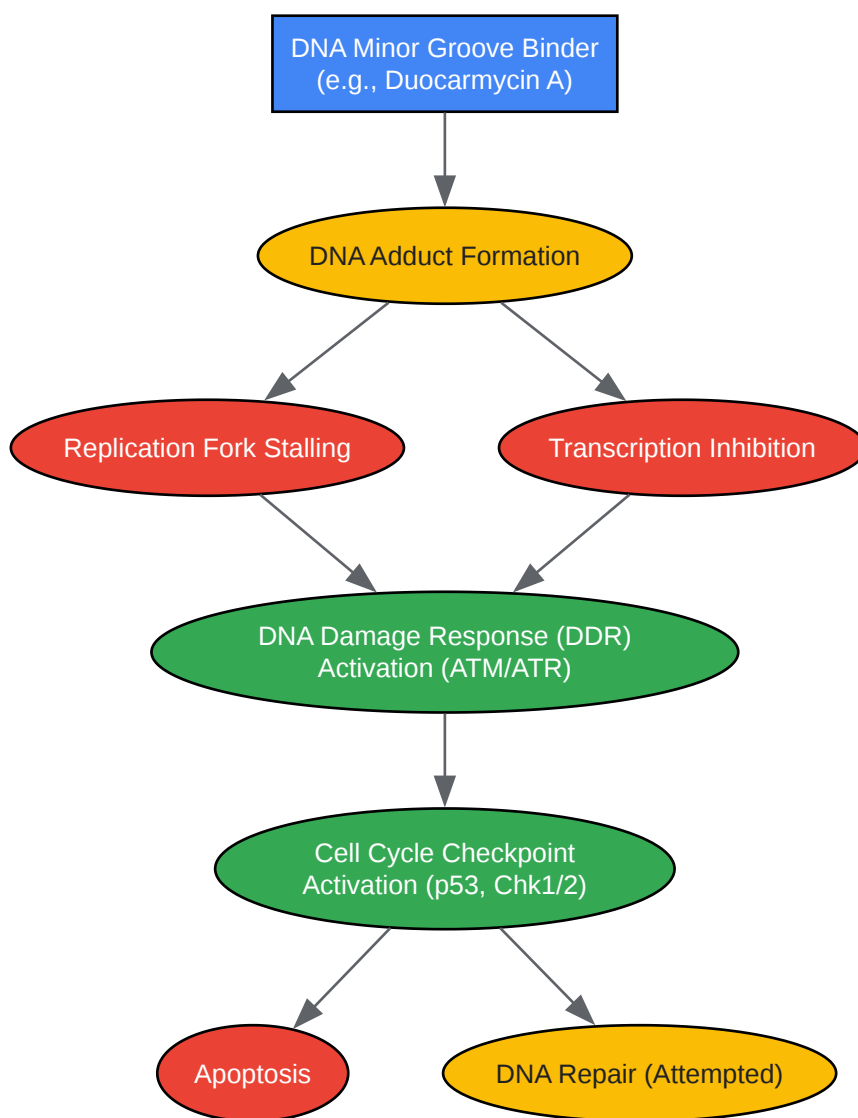 DNA Minor Groove Binder
(e.g., Duocarmycin A)
DNA Adduct Formation
Replication Fork Stalling
Transcription Inhibition
DNA Damage Response (DDR)
Activation (ATM/ATR)
Cell Cycle Checkpoint
Activation (p53, Chk1/2)
Apoptosis
DNA Repair (Attempted)